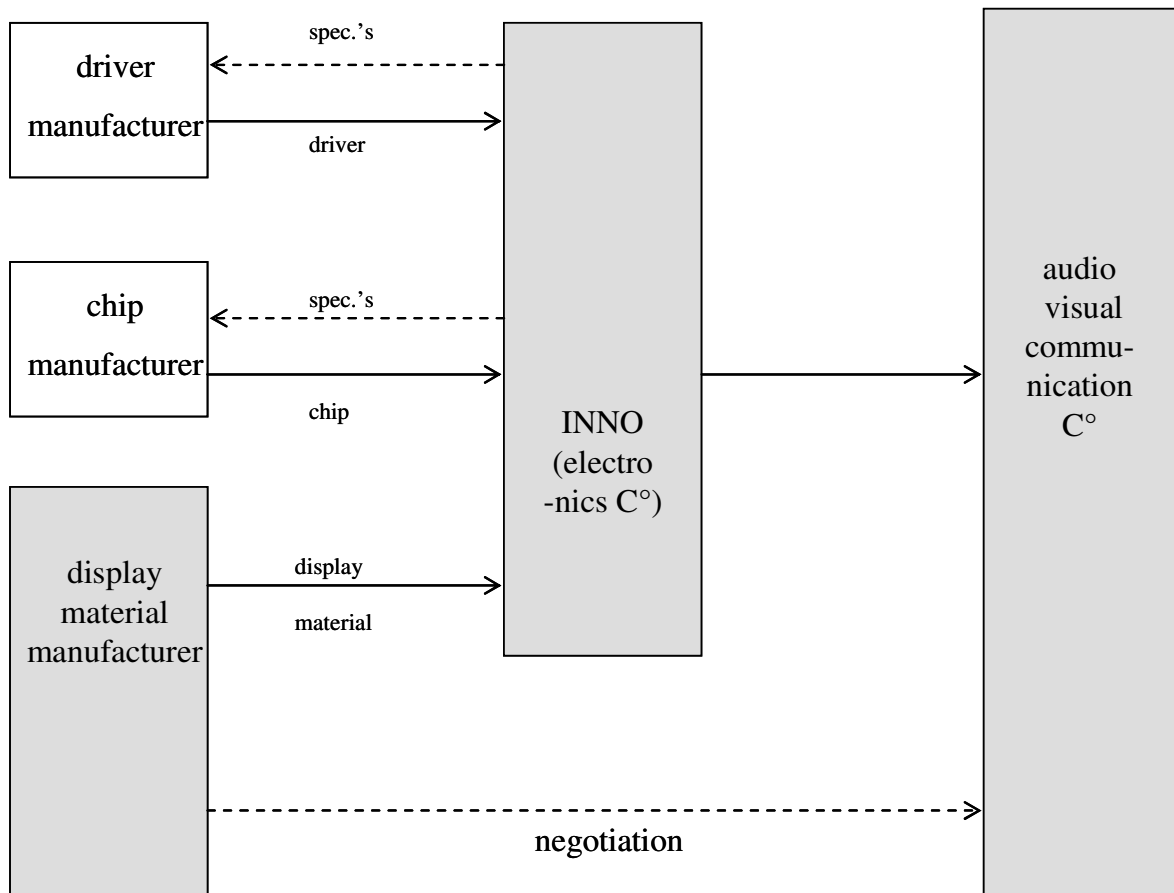 spec.'s
driver
manufacturer
driver
spec.'s
chip
manufacturer
chip
display
material
manufacturer
display
material
INNO
(electro
-nics C°)
audio
visual
commu-
nication
C°
negotiation